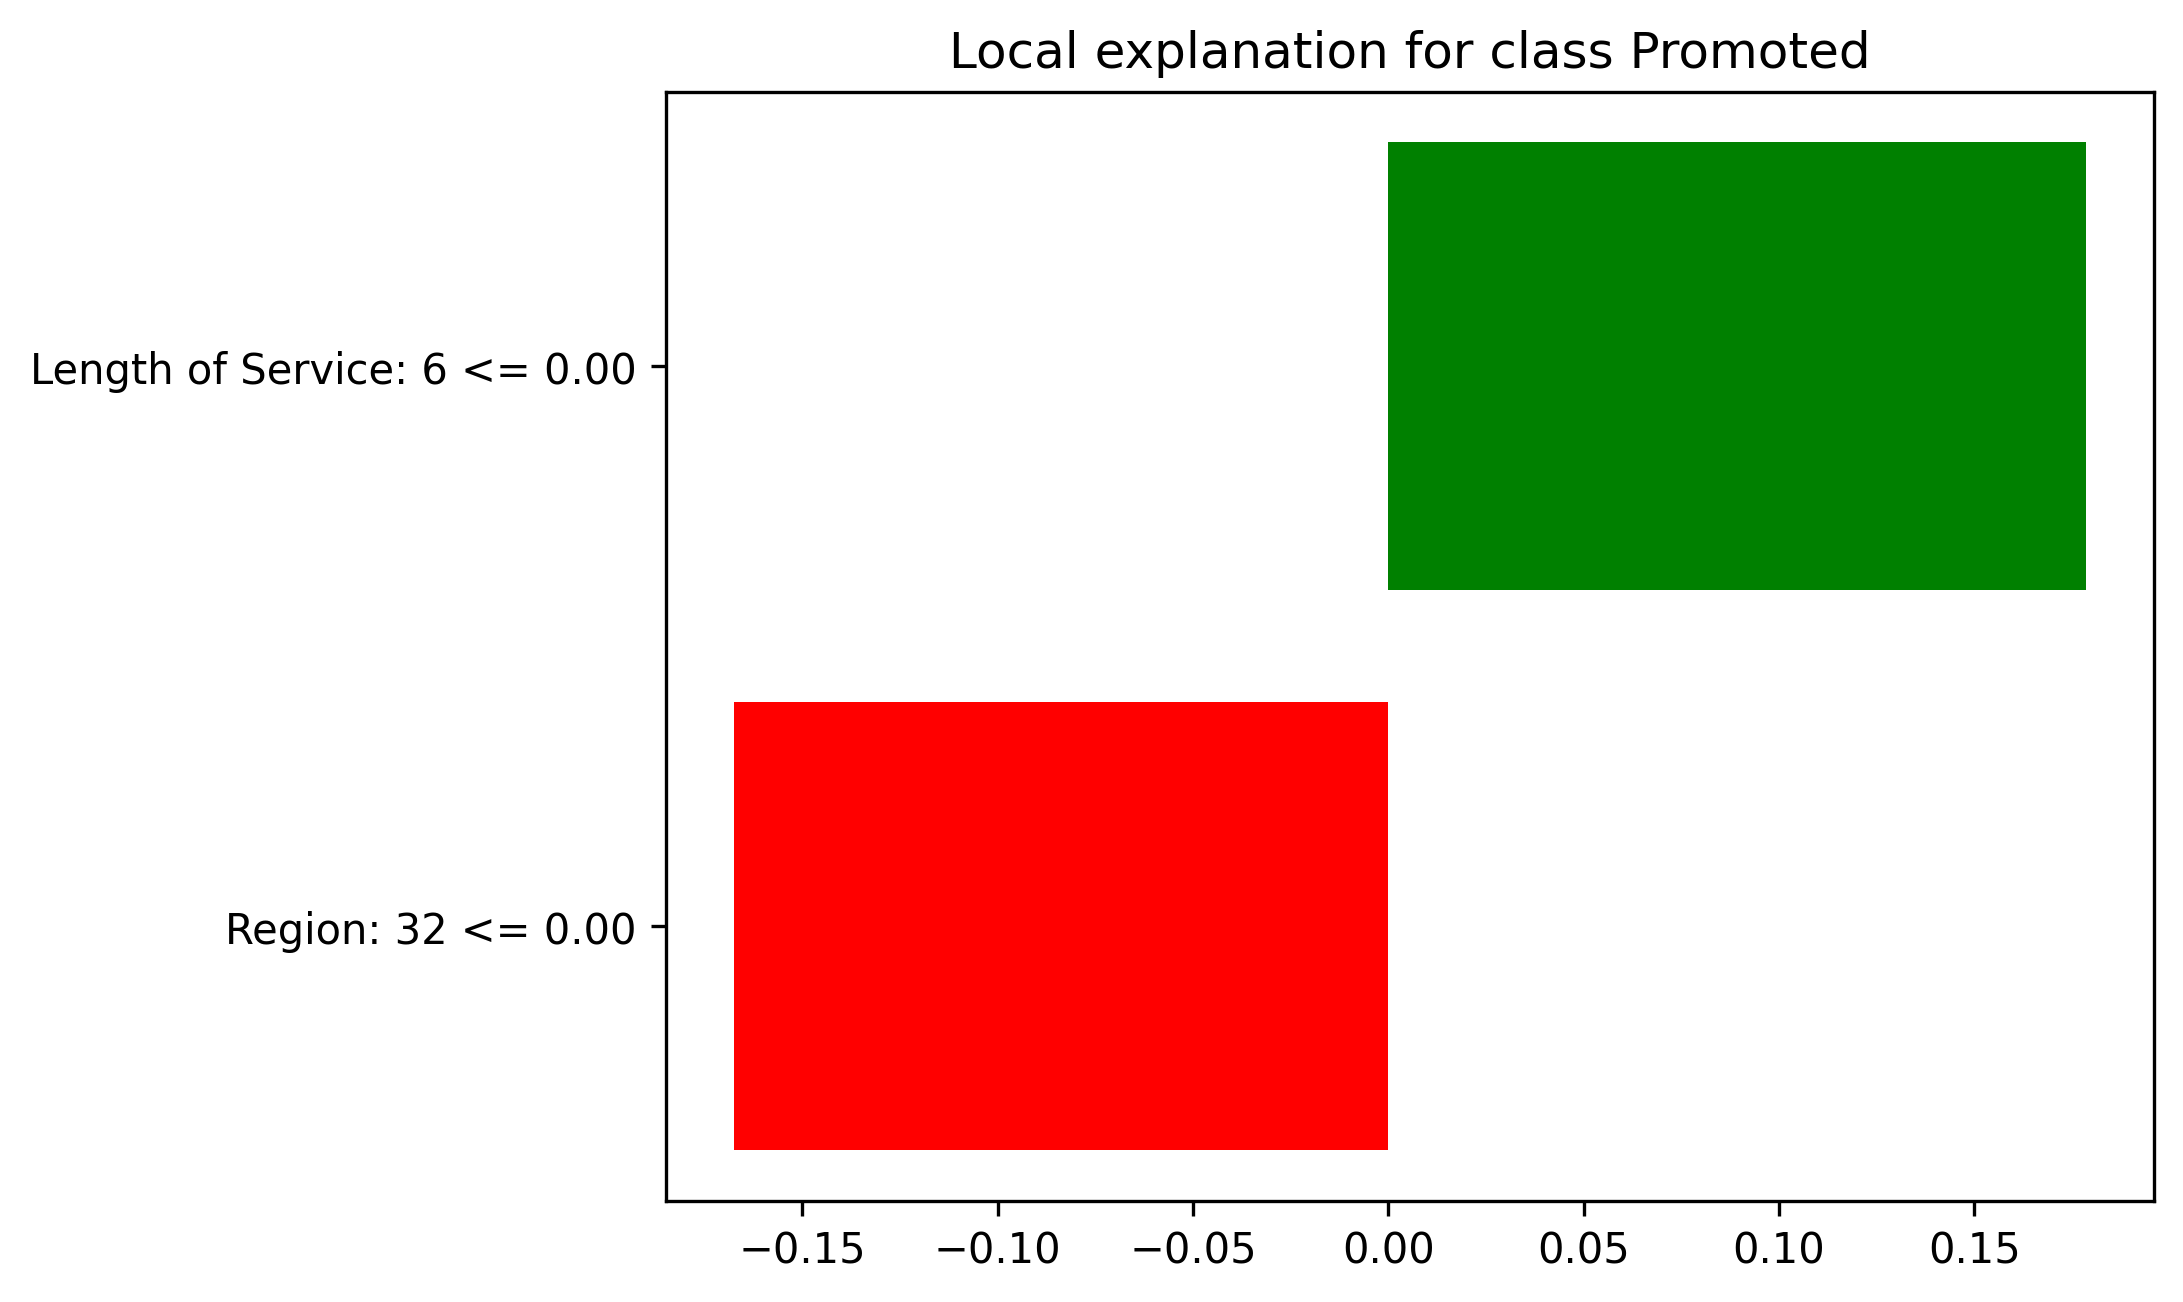 Local explanation for class Promoted
Length of Service: 6 <= 0.00
Region: 32 <= 0.00
−0.15 −0.10 −0.05 0.00 0.05 0.10 0.15